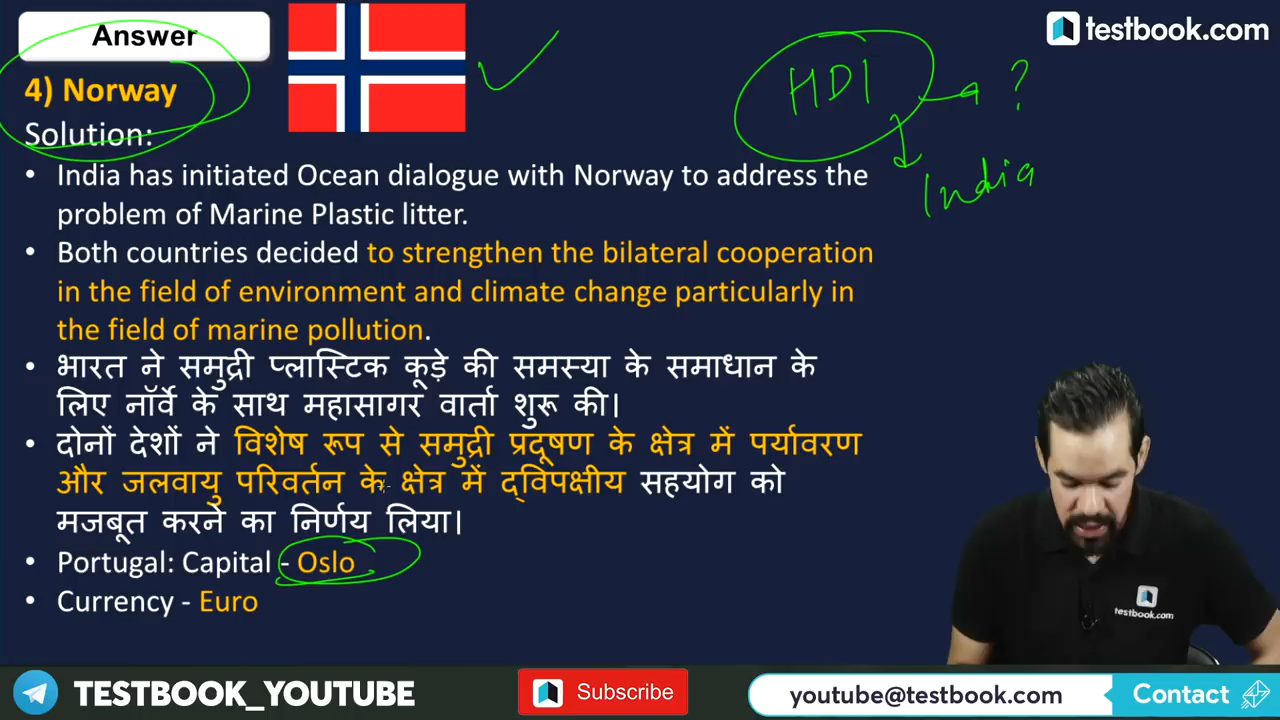 Answer
testbook.com
4) Norway
HDI → ?
Solution:
India
• India has initiated Ocean dialogue with Norway to address the
problem of Marine Plastic litter.
• Both countries decided to strengthen the bilateral cooperation
in the field of environment and climate change particularly in
the field of marine pollution.
• भारत ने समुद्री प्लास्टिक कूड़े की समस्या के समाधान के
लिए नॉर्वे के साथ महासागर वार्ता शुरू की।
• दोनों देशों ने विशेष रूप से समुद्री प्रदूषण के क्षेत्र में पर्यावरण
और जलवायु परिवर्तन के क्षेत्र में द्विपक्षीय सहयोग को
मजबूत करने का निर्णय लिया।
• Portugal: Capital - Oslo
• Currency - Euro
testbook.com
TESTBOOK_YOUTUBE
Subscribe
youtube@testbook.com
Contact